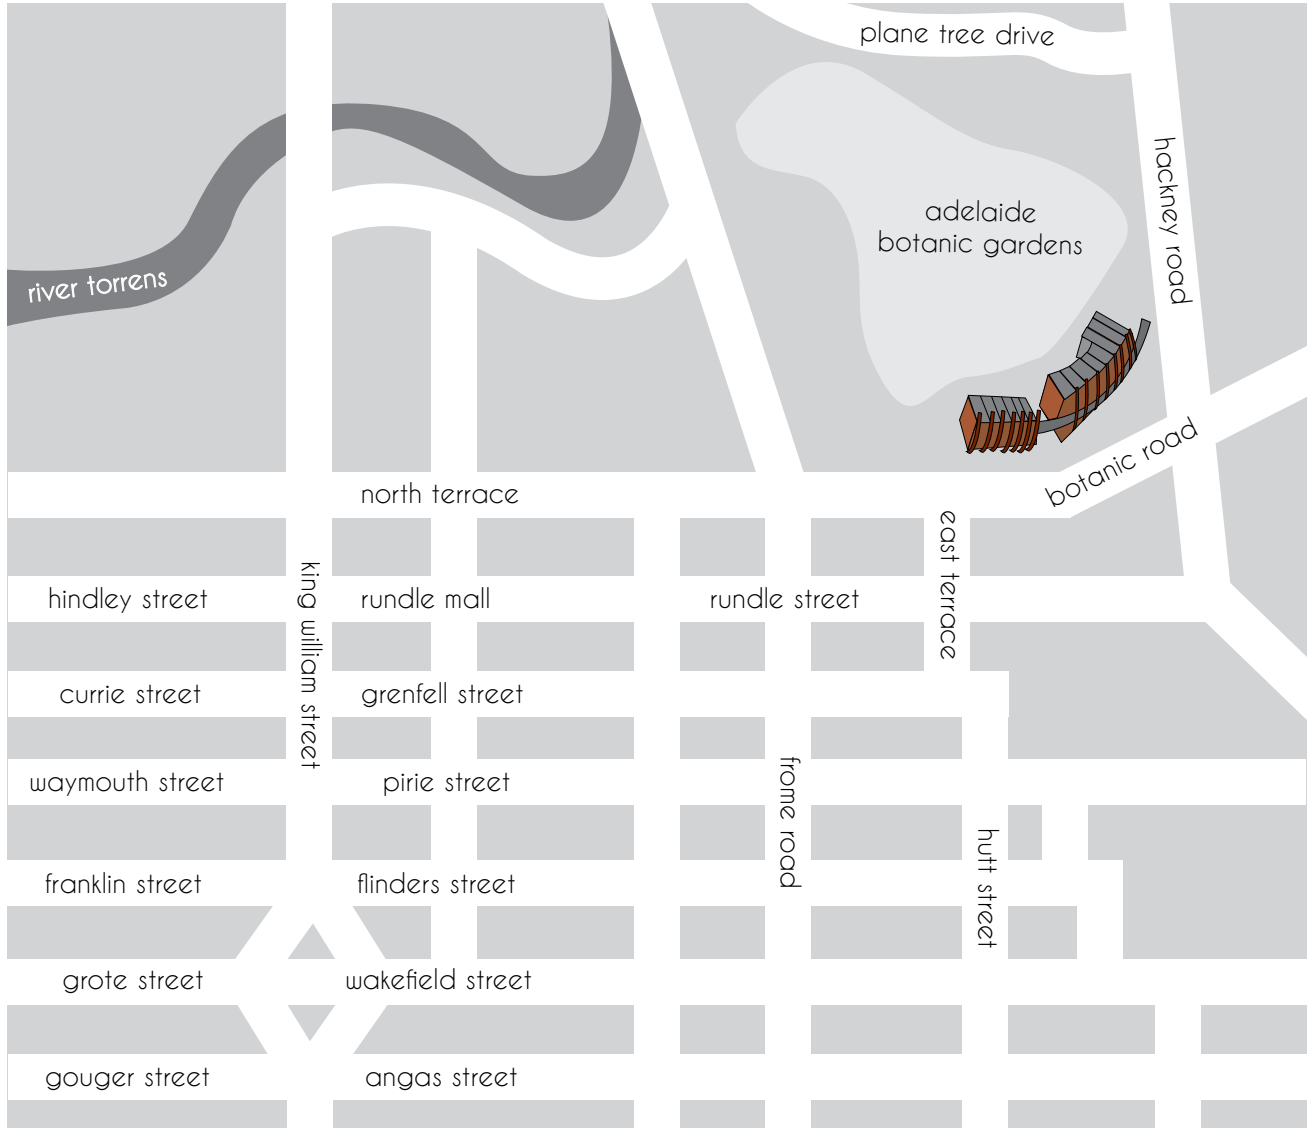 plane tree drive
hackney road
adelaide
botanic gardens
river torrens
botanic road
north terrace
east terrace
king william street
hindley street
rundle mall
rundle street
currie street
grenfell street
frome road
waymouth street
pirie street
hutt street
franklin street
flinders street
grote street
wakefield street
gouger street
angas street